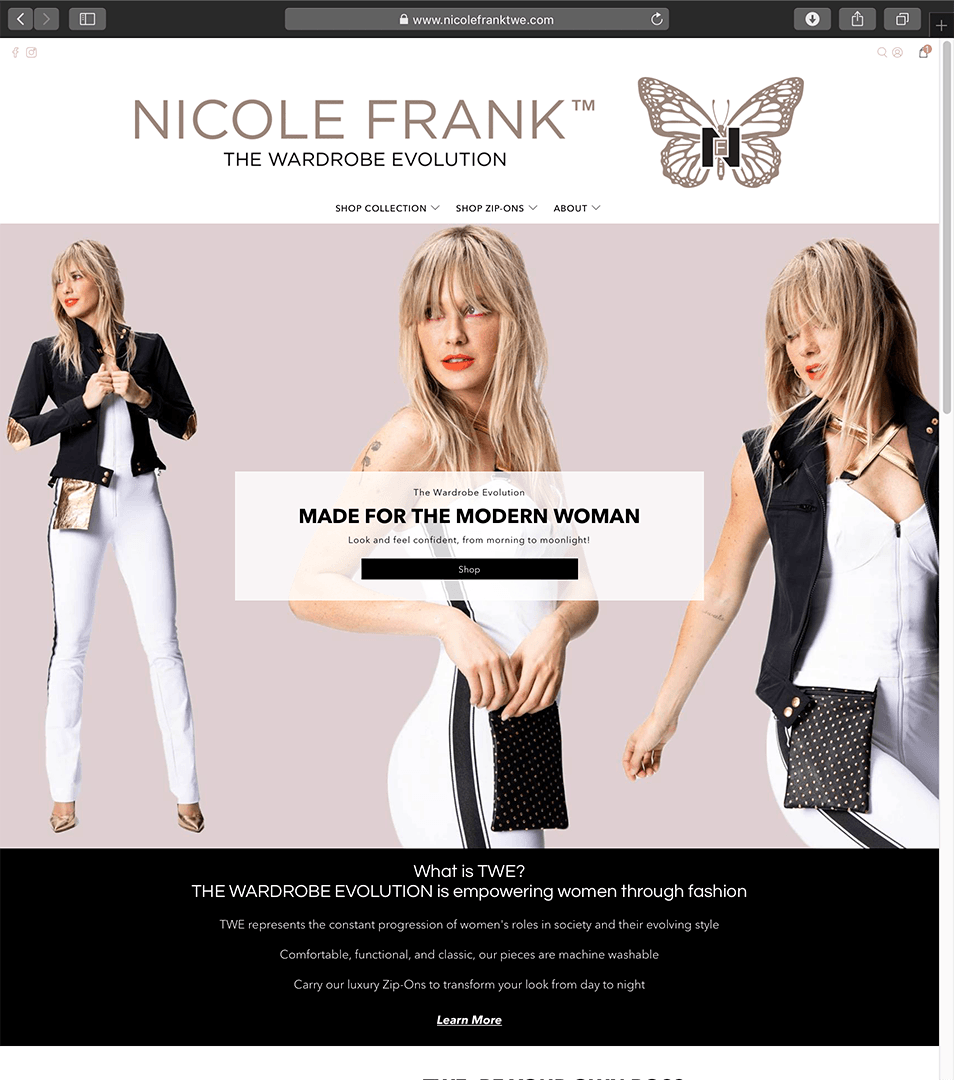 www.nicolefranktwe.com
1
NICOLE FRANK™
THE WARDROBE EVOLUTION
N
F
SHOP COLLECTION
SHOP ZIP-ONS
ABOUT
The Wardrobe Evolution
MADE FOR THE MODERN WOMAN
Look and feel confident, from morning to moonlight!
Shop
What is TWE?
THE WARDROBE EVOLUTION is empowering women through fashion
TWE represents the constant progression of women's roles in society and their evolving style
Comfortable, functional, and classic, our pieces are machine washable
Carry our luxury Zip-Ons to transform your look from day to night
Learn More